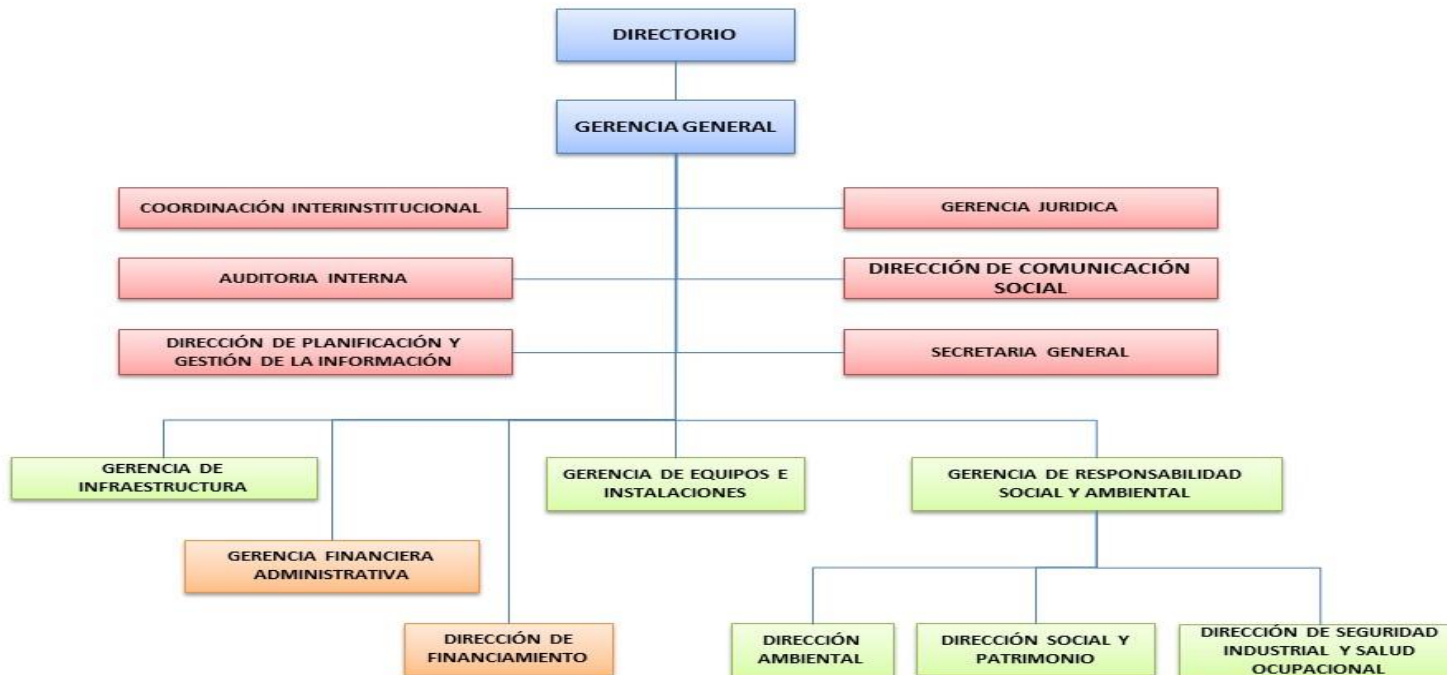 DIRECTORIO
GERENCIA GENERAL
COORDINACIÓN INTERINSTITUCIONAL
GERENCIA JURIDICA
AUDITORIA INTERNA
DIRECCIÓN DE COMUNICACIÓN
SOCIAL
DIRECCIÓN DE PLANIFICACIÓN Y
GESTIÓN DE LA INFORMACIÓN
SECRETARIA GENERAL
GERENCIA DE
INFRAESTRUCTURA
GERENCIA DE EQUIPOS E
INSTALACIONES
GERENCIA DE RESPONSABILIDAD
SOCIAL Y AMBIENTAL
GERENCIA FINANCIERA
ADMINISTRATIVA
DIRECCIÓN DE
FINANCIAMIENTO
DIRECCIÓN
AMBIENTAL
DIRECCIÓN SOCIAL Y
PATRIMONIO
DIRECCIÓN DE SEGURIDAD
INDUSTRIAL Y SALUD
OCUPACIONAL